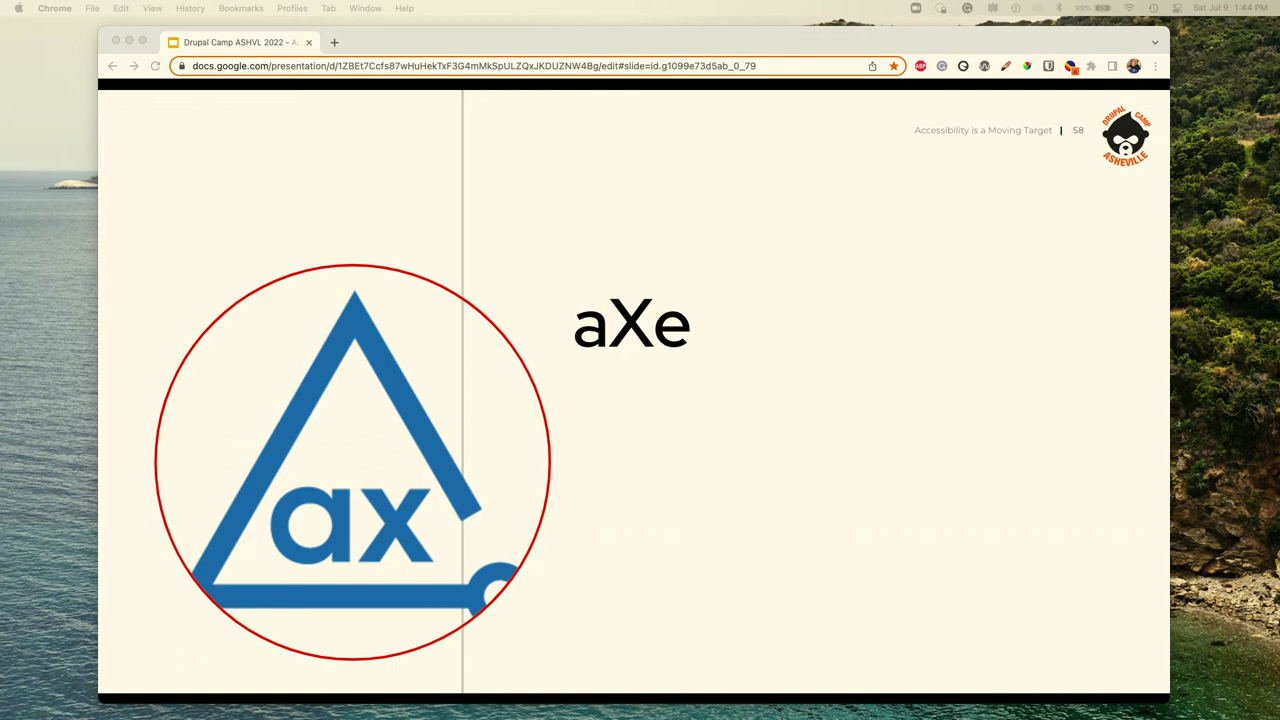 Chrome File Edit View History Bookmarks Profiles Tab Window Help 99% Sat Jul 9 1:44 PM
Drupal Camp ASHVL 2022 - A
docs.google.com/presentation/d/1ZBEt7Ccfs87wHuHekTxF3G4mMkSpULZQxJKDUZNW4Bg/edit#slide=id.g1099e73d5ab_0_79
ABP
Accessibility is a Moving Target | 58
DRUPAL CAMP
ASHEVILLE
aXe
ax